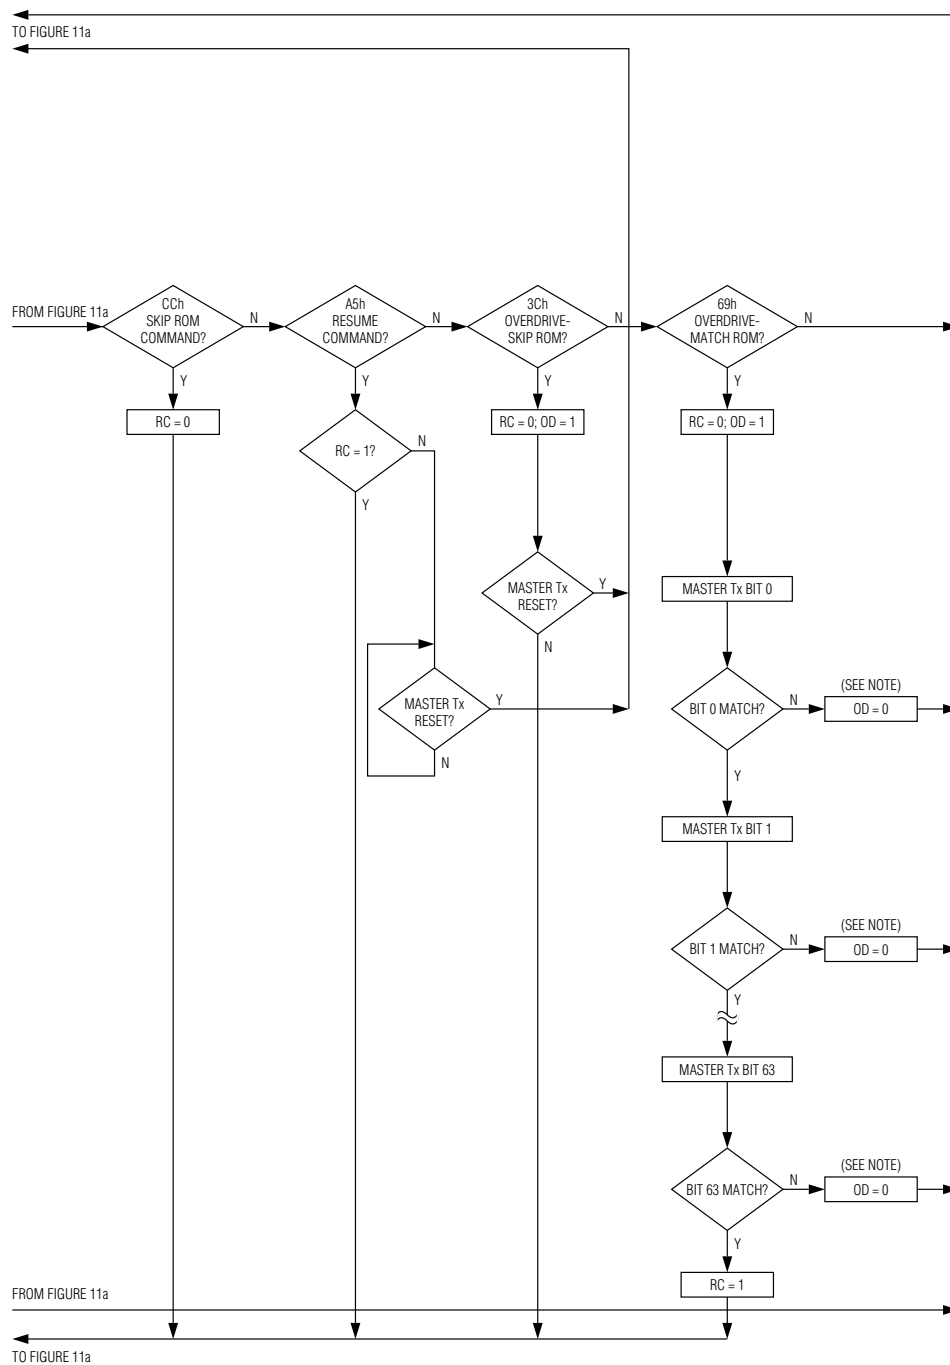 TO FIGURE 11a
FROM FIGURE 11a
CCh
SKIP ROM
COMMAND?
N
A5h
RESUME
COMMAND?
N
3Ch
OVERDRIVE-
SKIP ROM?
N
69h
OVERDRIVE-
MATCH ROM?
N
Y
Y
Y
Y
RC = 0
RC = 1?
N
Y
RC = 0; OD = 1
RC = 0; OD = 1
MASTER Tx
RESET?
Y
N
MASTER Tx BIT 0
MASTER Tx
RESET?
Y
N
BIT 0 MATCH?
N
(SEE NOTE)
OD = 0
Y
MASTER Tx BIT 1
BIT 1 MATCH?
N
(SEE NOTE)
OD = 0
Y
MASTER Tx BIT 63
BIT 63 MATCH?
N
(SEE NOTE)
OD = 0
Y
RC = 1
FROM FIGURE 11a
TO FIGURE 11a